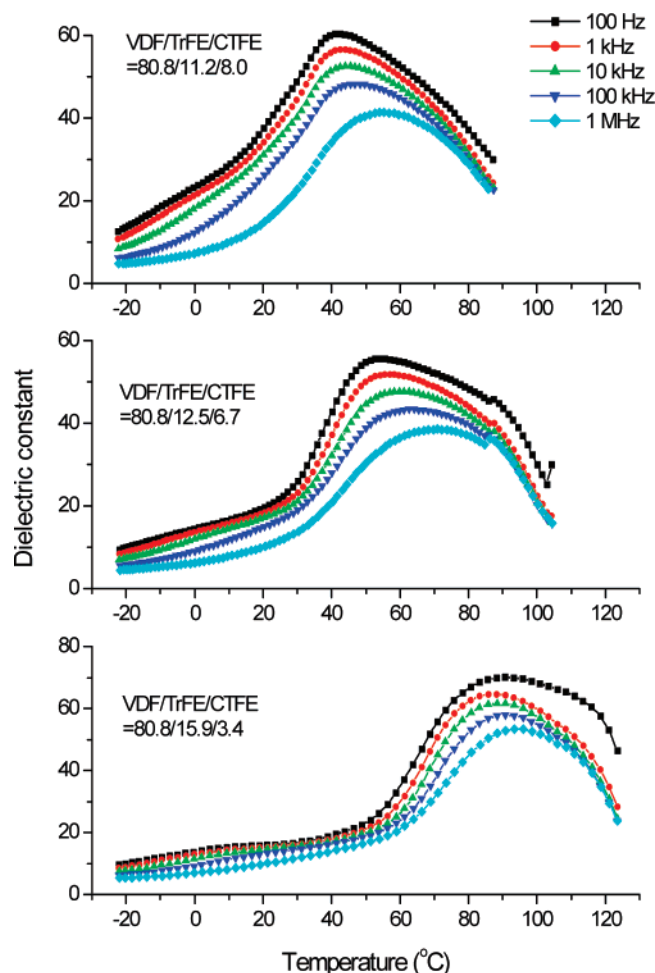 100 Hz
1 kHz
10 kHz
100 kHz
1 MHz
VDF/TrFE/CTFE
=80.8/11.2/8.0
60
40
20
0
-20 0 20 40 60 80 100 120
VDF/TrFE/CTFE
=80.8/12.5/6.7
60
40
20
0
-20 0 20 40 60 80 100 120
Dielectric constant
VDF/TrFE/CTFE
=80.8/15.9/3.4
80
60
40
20
0
-20 0 20 40 60 80 100 120
Temperature (°C)